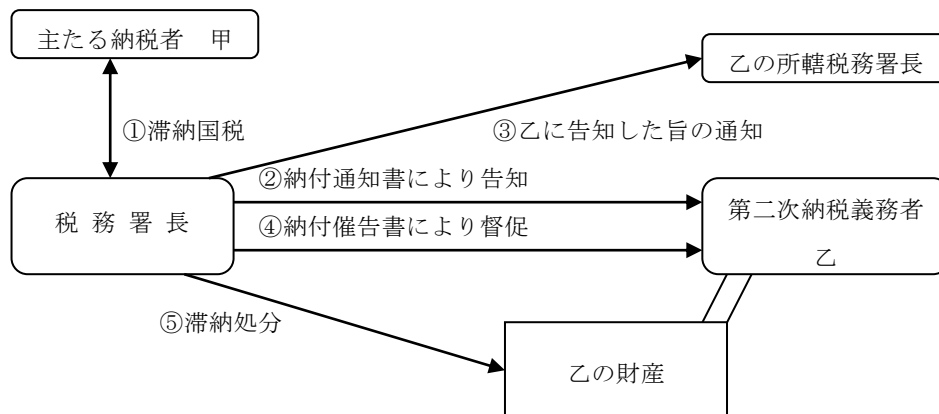 主たる納税者 甲
乙の所轄税務署長
①滞納国税
③乙に告知した旨の通知
②納付通知書により告知
税務署長
第二次納税義務者
乙
④納付催告書により督促
⑤滞納処分
乙の財産